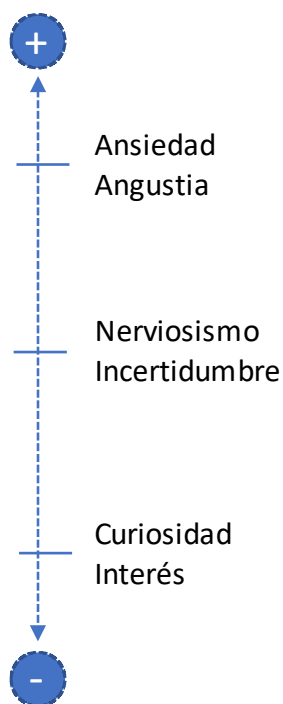 +
Ansiedad
Angustia
Nerviosismo
Incertidumbre
Curiosidad
Interés
-